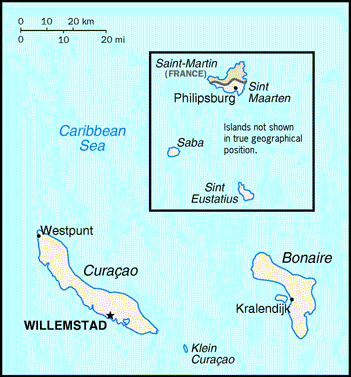 0 10 20 km
0 10 20 mi
Saint-Martin
(FRANCE)
Sint
Maarten
Philipsburg
Islands not shown
in true geographical
position.
Caribbean
Sea
Saba
Sint
Eustatius
Westpunt
Curaçao
Bonaire
Kralendijk
WILLEMSTAD
Klein
Curaçao